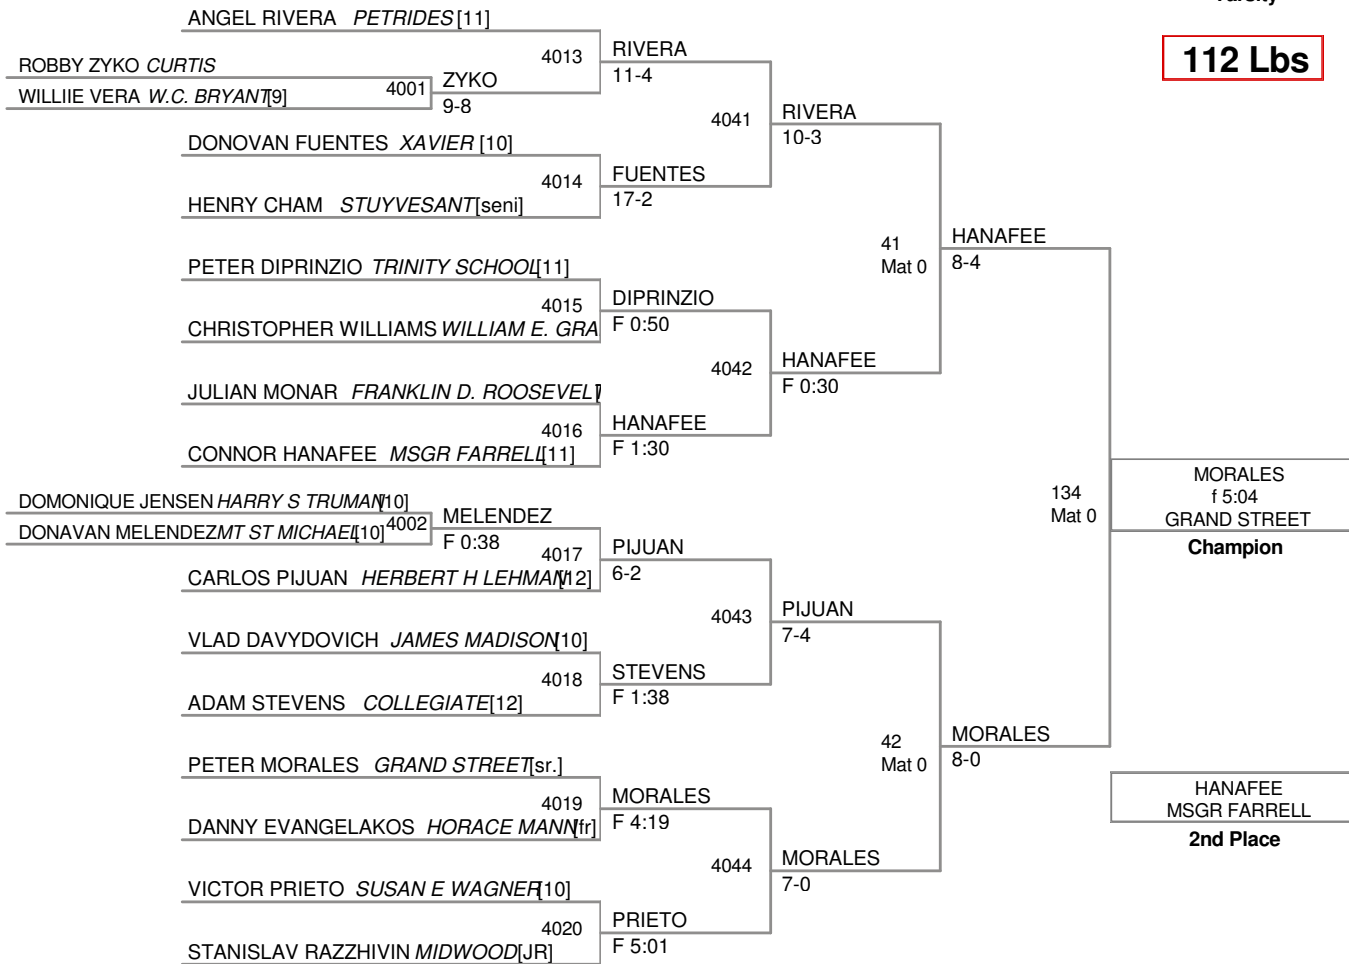 Varsity
112 Lbs
ANGEL RIVERA PETRIDES [11]
4013 RIVERA
11-4
ROBBY ZYKO CURTIS
4001 ZYKO
WILLIIE VERA W.C. BRYANT[9]
9-8
4041 RIVERA
10-3
DONOVAN FUENTES XAVIER [10]
4014 FUENTES
17-2
HENRY CHAM STUYVESANT[seni]
41 HANAFEE
Mat 0 8-4
PETER DIPRINZIO TRINITY SCHOOL[11]
4015 DIPRINZIO
F 0:50
CHRISTOPHER WILLIAMS WILLIAM E. GRA
4042 HANAFEE
F 0:30
JULIAN MONAR FRANKLIN D. ROOSEVELT
4016 HANAFEE
F 1:30
CONNOR HANAFEE MSGR FARRELL[11]
134
Mat 0
MORALES
f 5:04
GRAND STREET
Champion
DOMONIQUE JENSEN HARRY S TRUMAN[10]
4002 MELENDEZ
DONAVAN MELENDEZ MT ST MICHAEL[10]
F 0:38
4017 PIJUAN
6-2
CARLOS PIJUAN HERBERT H LEHMAN[12]
4043 PIJUAN
7-4
VLAD DAVYDOVICH JAMES MADISON[10]
4018 STEVENS
F 1:38
ADAM STEVENS COLLEGIATE[12]
42 MORALES
Mat 0 8-0
PETER MORALES GRAND STREET[sr.]
4019 MORALES
F 4:19
DANNY EVANGELAKOS HORACE MANN[fr]
HANAFEE
MSGR FARRELL
2nd Place
4044 MORALES
7-0
VICTOR PRIETO SUSAN E WAGNER[10]
4020 PRIETO
F 5:01
STANISLAV RAZZHIVIN MIDWOOD[JR]